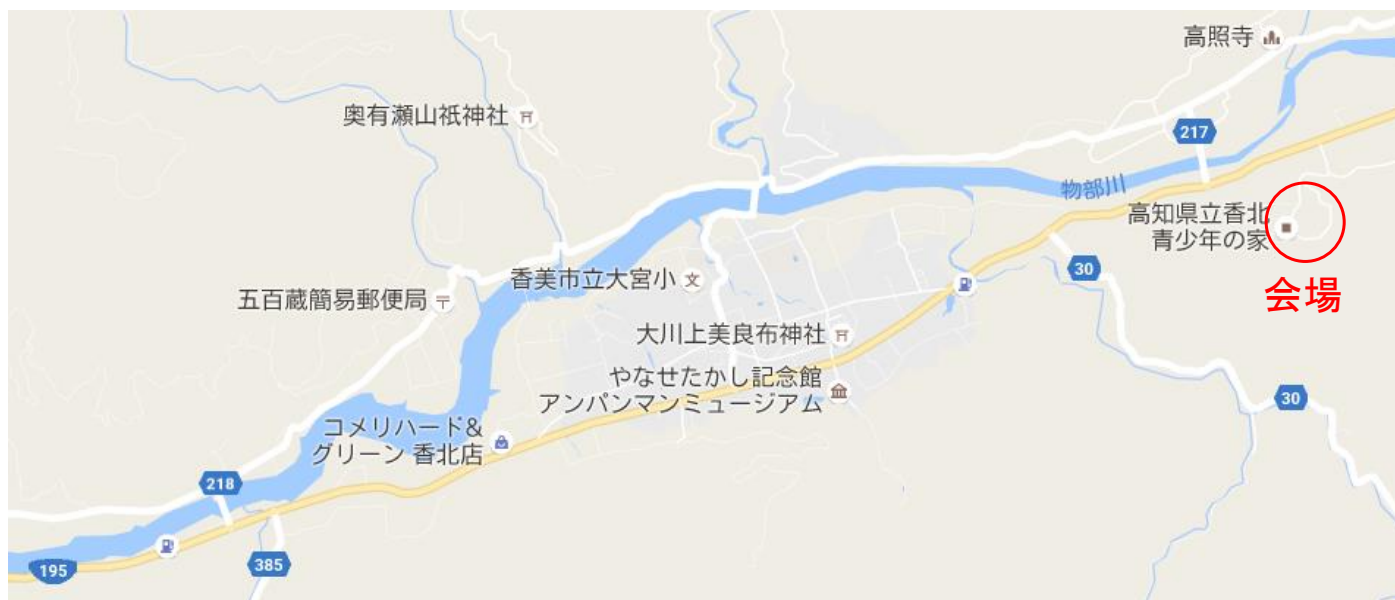 高照寺
奥有瀬山祇神社
217
物部川
高知県立香北
青少年の家
会場
30
香美市立大宮小
文
五百蔵簡易郵便局
〒
大川上美良布神社
やなせたかし記念館
アンパンマンミュージアム
30
コメリハード&
グリーン 香北店
218
195
385